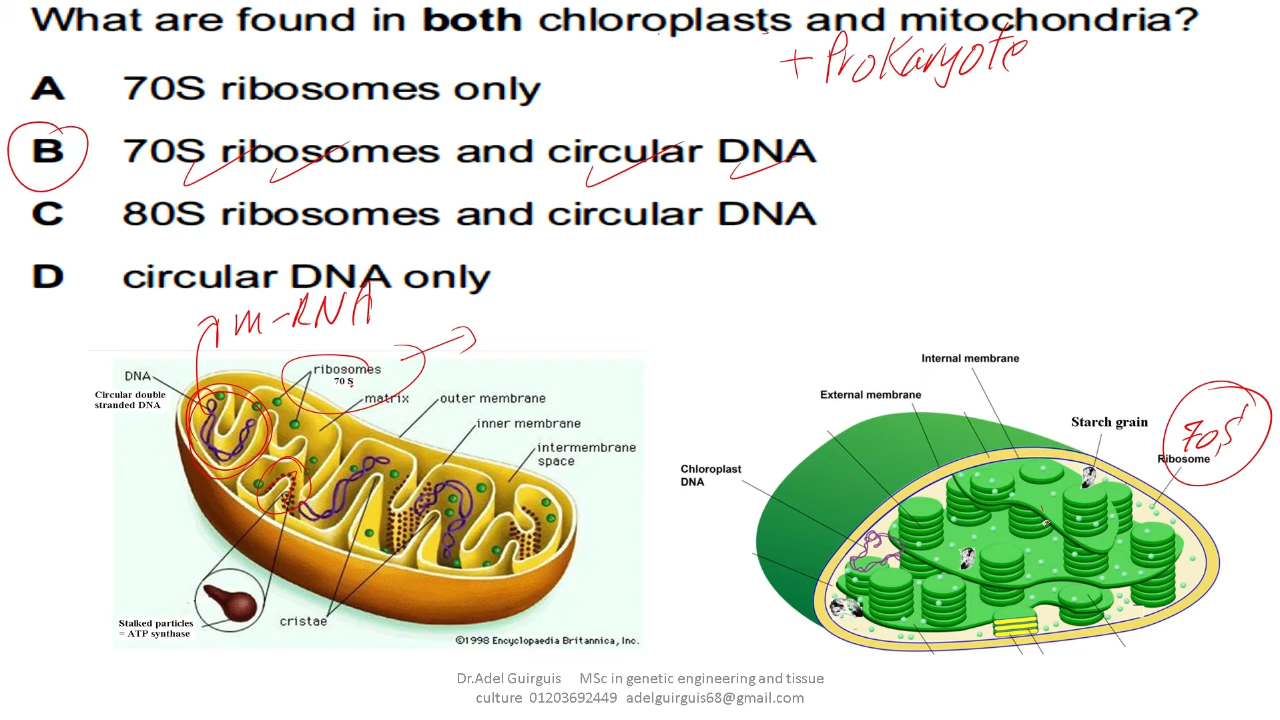 What are found in both chloroplasts and mitochondria?
+ Prokaryote
A 70S ribosomes only
B 70S ribosomes and circular DNA
C 80S ribosomes and circular DNA
D circular DNA only
m-RNA
DNA
Circular double
stranded DNA
ribosomes
70 S
matrix
outer membrane
inner membrane
intermembrane
space
Stalked particles
= ATP synthase
cristae
©1998 Encyclopaedia Britannica, Inc.
Internal membrane
External membrane
Starch grain
70S
Ribosome
Chloroplast
DNA
Dr.Adel Guirguis MSc in genetic engineering and tissue
culture 01203692449 adelguirguis68@gmail.com